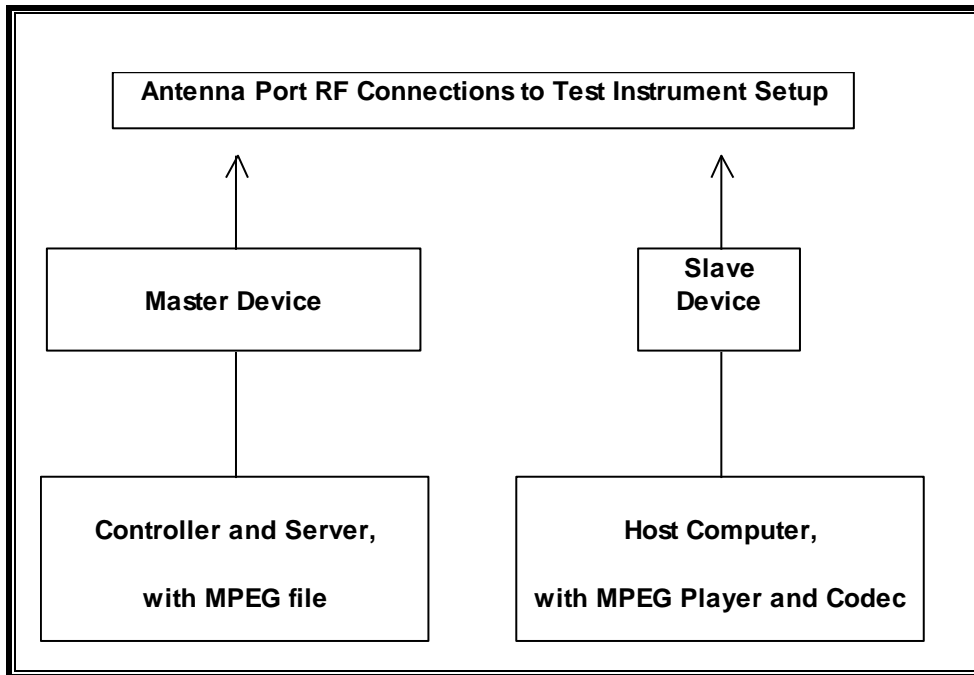 Antenna Port RF Connections to Test Instrument Setup
Master Device
Slave
Device
Controller and Server,
with MPEG file
Host Computer,
with MPEG Player and Codec